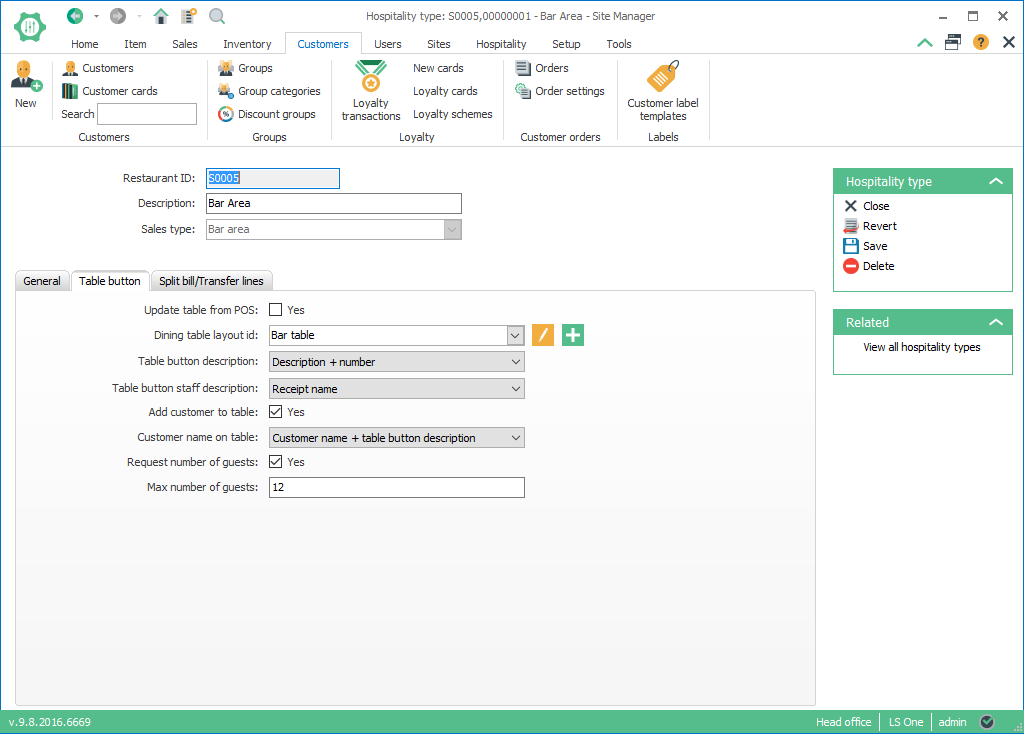 Hospitality type: S0005,00000001 - Bar Area - Site Manager
Home Item Sales Inventory Customers Users Sites Hospitality Setup Tools
New
Customers
Customer cards
Search
Customers
Groups
Group categories
Discount groups
Groups
Loyalty
transactions
New cards
Loyalty cards
Loyalty schemes
Loyalty
Orders
Order settings
Customer orders
Customer label
templates
Labels
Restaurant ID: S0005
Description: Bar Area
Sales type: Bar area
General Table button Split bill/Transfer lines
Update table from POS: Yes
Dining table layout id: Bar table
Table button description: Description + number
Table button staff description: Receipt name
Add customer to table: Yes
Customer name on table: Customer name + table button description
Request number of guests: Yes
Max number of guests: 12
Hospitality type
Close
Revert
Save
Delete
Related
View all hospitality types
v.9.8.2016.6669 Head office LS One admin